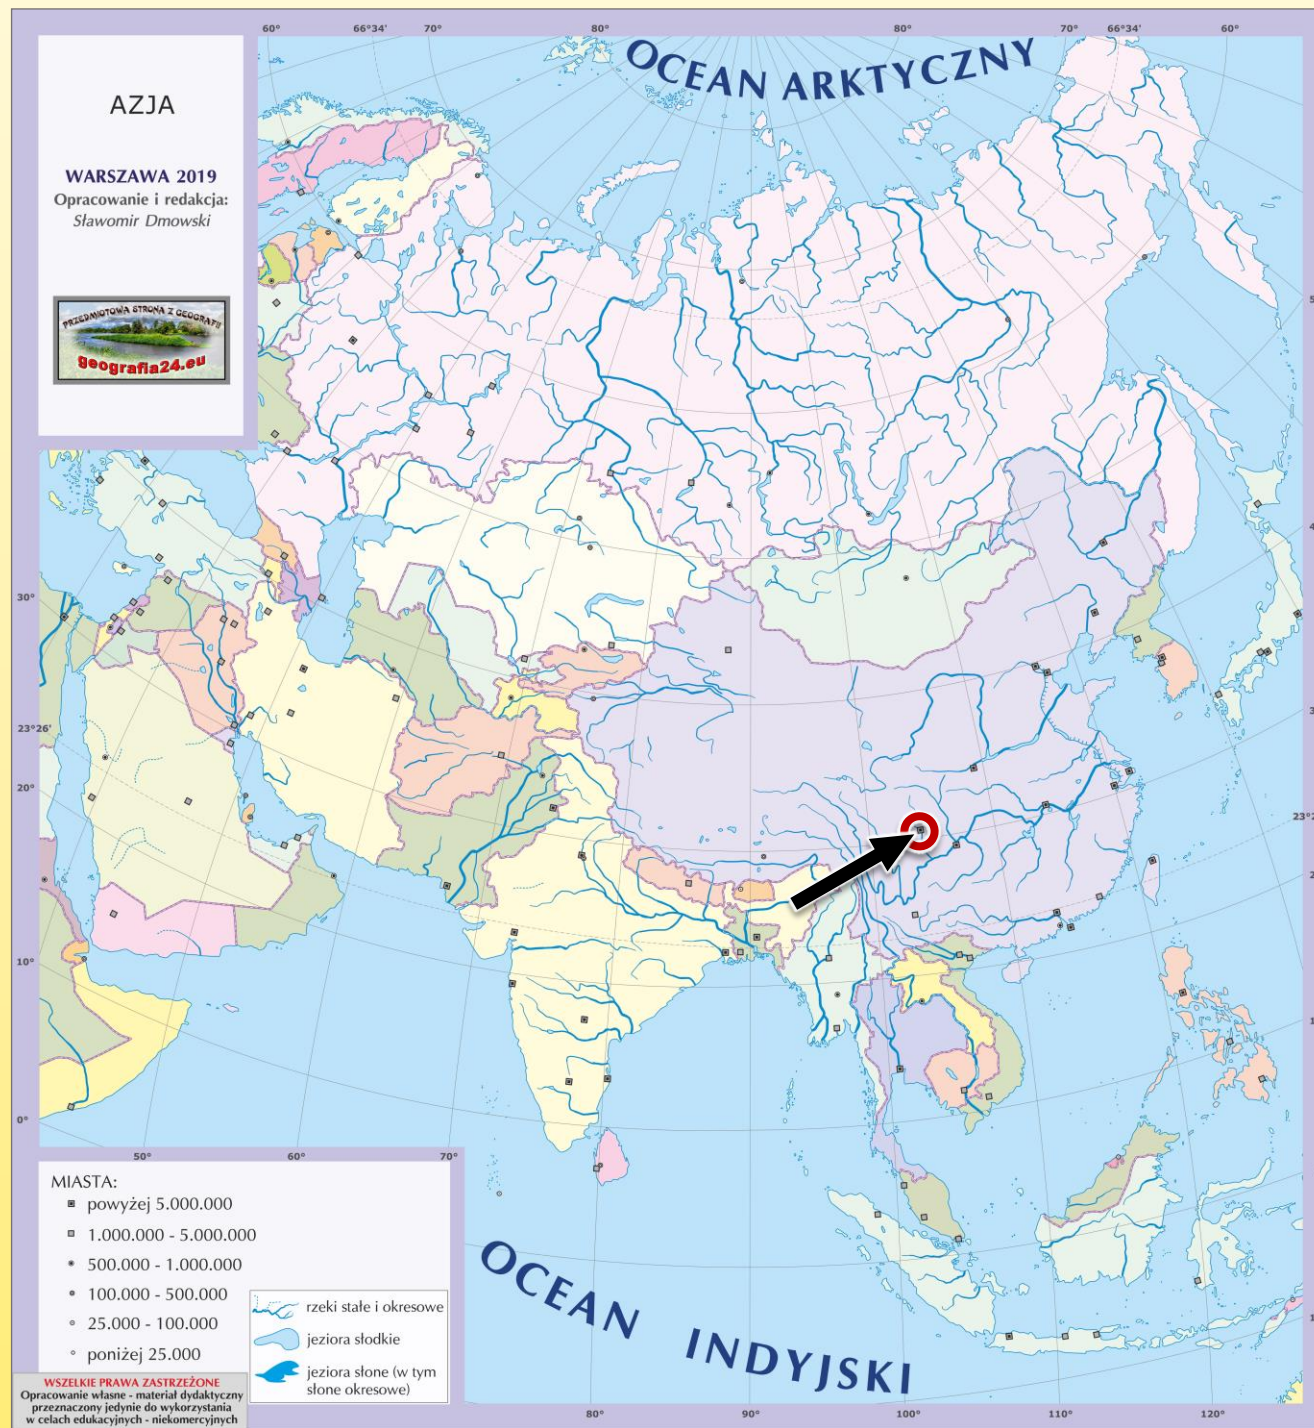 60°
66°34'
70°
80°
80°
70°
66°34'
60°
OCEAN ARKTYCZNY
AZJA
WARSZAWA 2019
Opracowanie i redakcja:
Sławomir Dmowski
PRZEDMIOTOWA STRONA Z GEOGRAFII
geografia24.eu
30°
23°26'
20°
10°
0°
50°
60°
70°
MIASTA:
powyżej 5.000.000
1.000.000 - 5.000.000
500.000 - 1.000.000
100.000 - 500.000
25.000 - 100.000
poniżej 25.000
rzeki stałe i okresowe
jeziora słodkie
jeziora słone (w tym
słone okresowe)
OCEAN INDYJSKI
WSZELKIE PRAWA ZASTRZEŻONE
Opracowanie własne - materiał dydaktyczny
przeznaczony jedynie do wykorzystania
w celach edukacyjnych - niekomercyjnych
80°
90°
100°
110°
120°